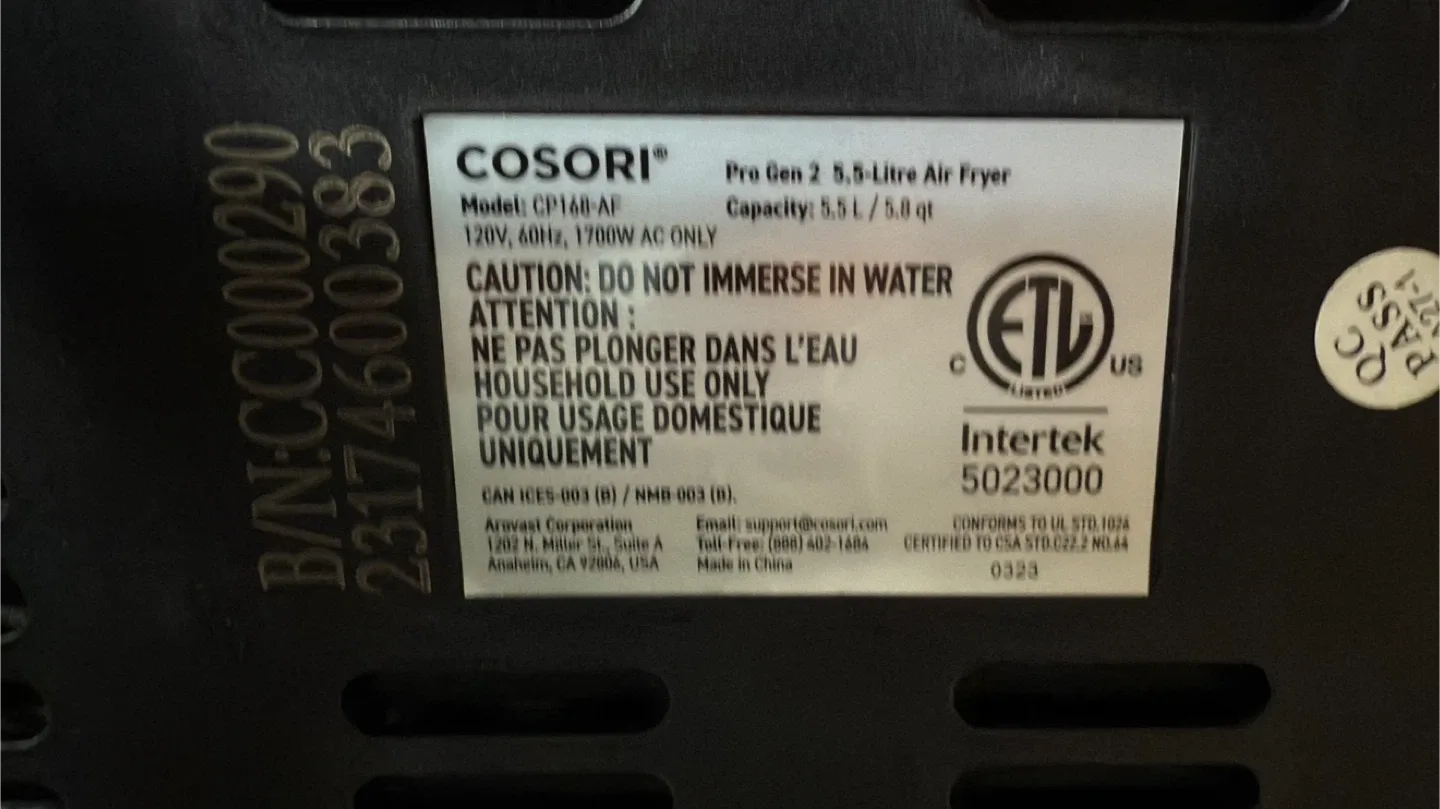 B/N:CC000290
2317460 0383
COSORI®
Pro Gen 2 5.5-Litre Air Fryer
Model: CP168-AF
Capacity: 5.5 L / 5.8 qt
120V, 60Hz, 1700W AC ONLY
CAUTION: DO NOT IMMERSE IN WATER
ATTENTION :
NE PAS PLONGER DANS L'EAU
HOUSEHOLD USE ONLY
POUR USAGE DOMESTIQUE
UNIQUEMENT
CAN ICES-003 (B) / NMB-003 (B).
Arovast Corporation
1202 N. Miller St., Suite A
Anaheim, CA 92806, USA
Email: support@cosori.com
Toll-Free: (888) 402-1684
Made in China
ETL
LISTED
C
US
Intertek
5023000
CONFORMS TO UL STD.1026
CERTIFIED TO CSA STD.C22.2 NO.64
0323
QC
PASS